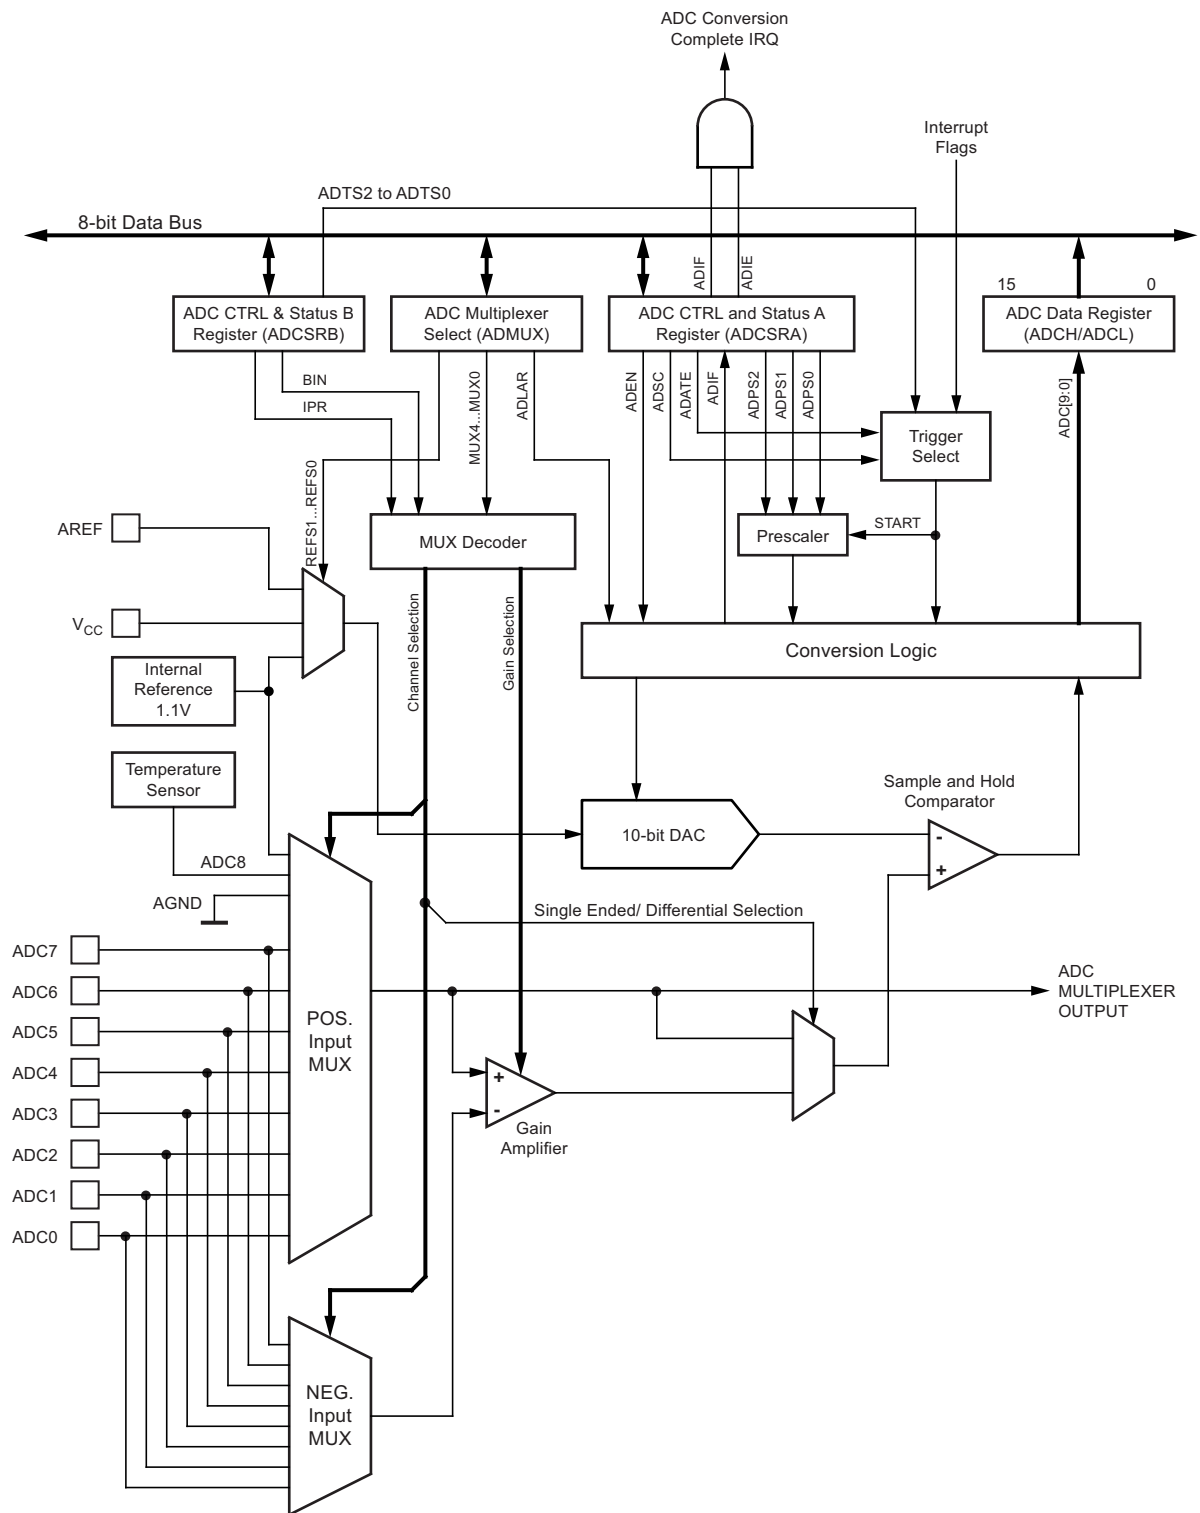 ADC Conversion
Complete IRQ
Interrupt
Flags
ADTS2 to ADTS0
8-bit Data Bus
ADIF
ADIE
15
0
ADC CTRL & Status B
Register (ADCSRB)
ADC Multiplexer
Select (ADMUX)
ADC CTRL and Status A
Register (ADCSRA)
ADC Data Register
(ADCH/ADCL)
BIN
IPR
REFS1...REFS0
MUX4...MUX0
ADLAR
ADEN
ADSC
ADATE
ADIF
ADPS2
ADPS1
ADPS0
ADC[9:0]
Trigger
Select
AREF
MUX Decoder
Prescaler
START
VCC
Channel Selection
Gain Selection
Conversion Logic
Internal
Reference
1.1V
Temperature
Sensor
Sample and Hold
Comparator
10-bit DAC
-
+
ADC8
AGND
Single Ended/ Differential Selection
ADC7
ADC6
ADC5
ADC4
ADC3
ADC2
ADC1
ADC0
POS.
Input
MUX
ADC
MULTIPLEXER
OUTPUT
+
-
Gain
Amplifier
NEG.
Input
MUX